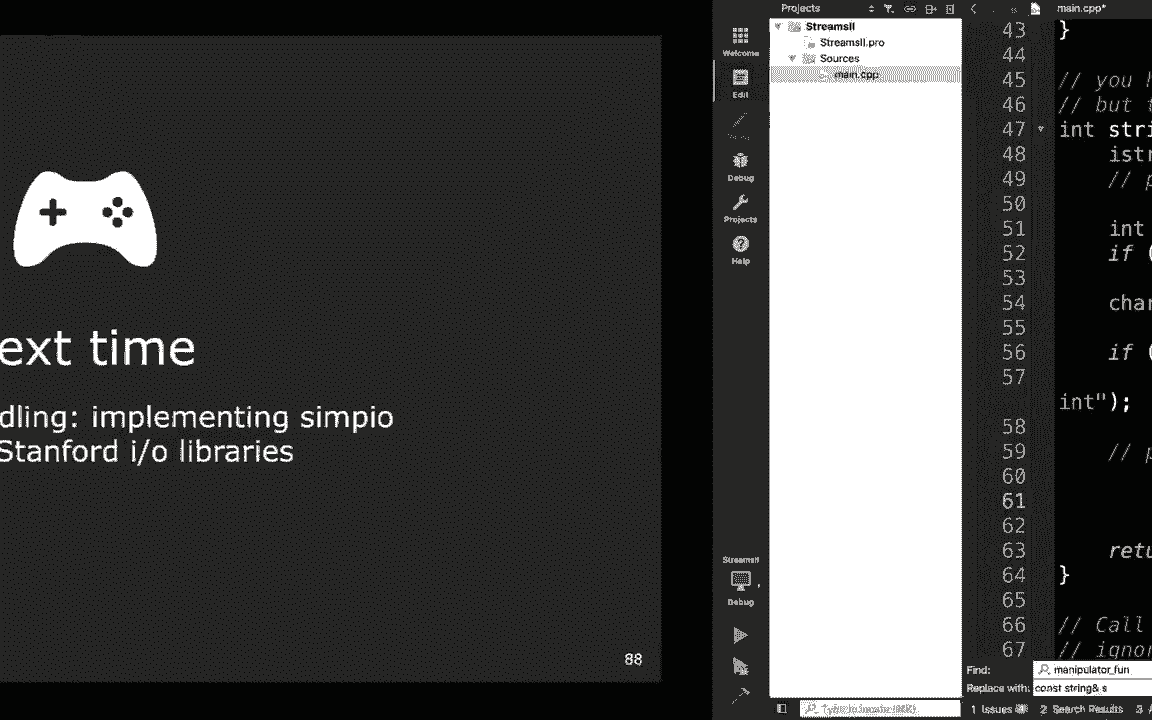 ext time
dling: implementing simpio
Stanford i/o libraries
88
Welcome
Edit
Debug
Projects
Help
Streamsll
Debug
Projects
Streamsll
Streamsll.pro
Sources
main.cpp
main.cpp*
43 }
44
45 // you h
46 // but t
47 int stri
48 istr
49 // p
50
51 int
52 if (
53
54 char
55
56 if (
57
int");
58
59 // p
60
61
62
63 retu
64 }
65
66 // Call
67 // ignor
Find: manipulator_fun
Replace with: const string& s
Type to locate (⌘K)
1 Issues 2 Search Results 3